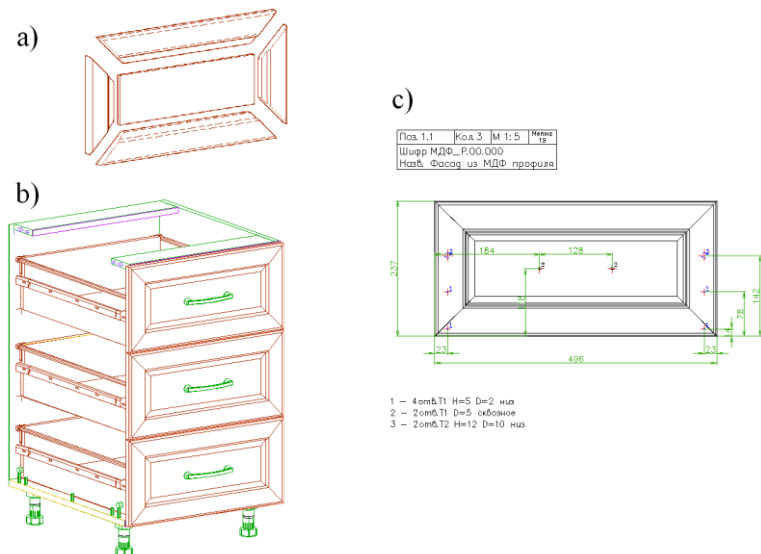 a)
b)
c)
Поз. 1.1 Кол. 3 М 1: 5 Мелиа 19
Шифр МДФ_Р.00.000
Назв. Фасад из МДФ профиля
184 128
237
142
78
23 23
496
1 – 4отв.Т1 H=5 D=2 низ
2 – 2отв.Т1 D=5 сквозное
3 – 2отв.Т2 H=12 D=10 низ